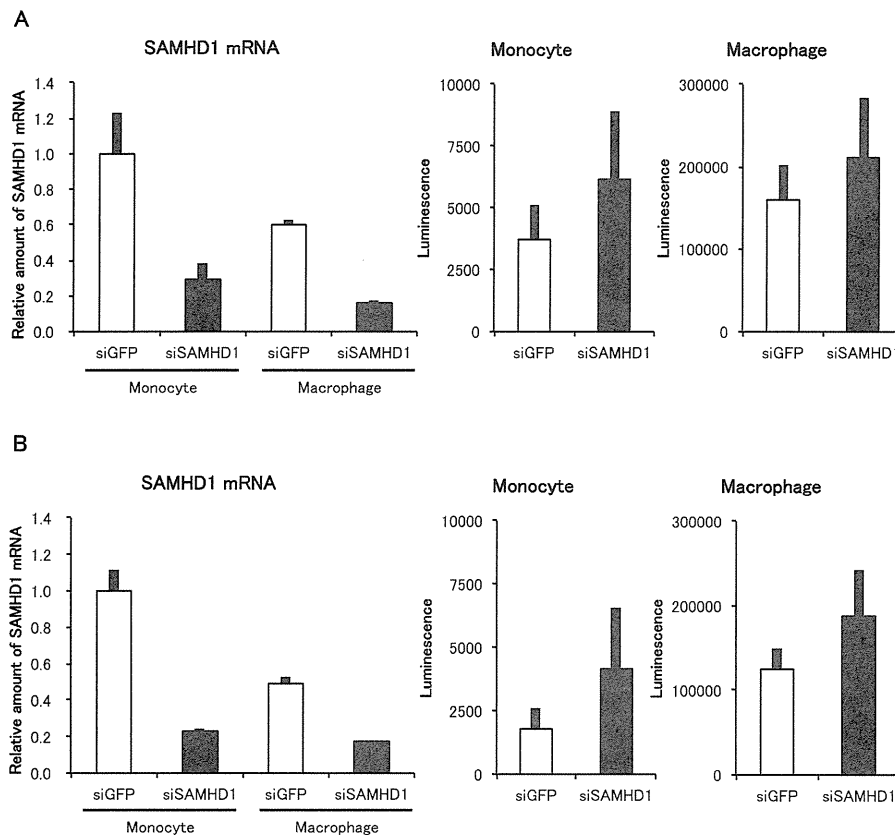 A
SAMHD1 mRNA
Relative amount of SAMHD1 mRNA
1.4
1.2
1.0
0.8
0.6
0.4
0.2
0.0
siGFP siSAMHD1 siGFP siSAMHD1
Monocyte Macrophage
Monocyte
Luminescence
10000
7500
5000
2500
0
siGFP siSAMHD1
Macrophage
Luminescence
300000
200000
100000
0
siGFP siSAMHD1
B
SAMHD1 mRNA
Relative amount of SAMHD1 mRNA
1.4
1.2
1.0
0.8
0.6
0.4
0.2
0.0
siGFP siSAMHD1 siGFP siSAMHD1
Monocyte Macrophage
Monocyte
Luminescence
10000
7500
5000
2500
0
siGFP siSAMHD1
Macrophage
Luminescence
300000
200000
100000
0
siGFP siSAMHD1